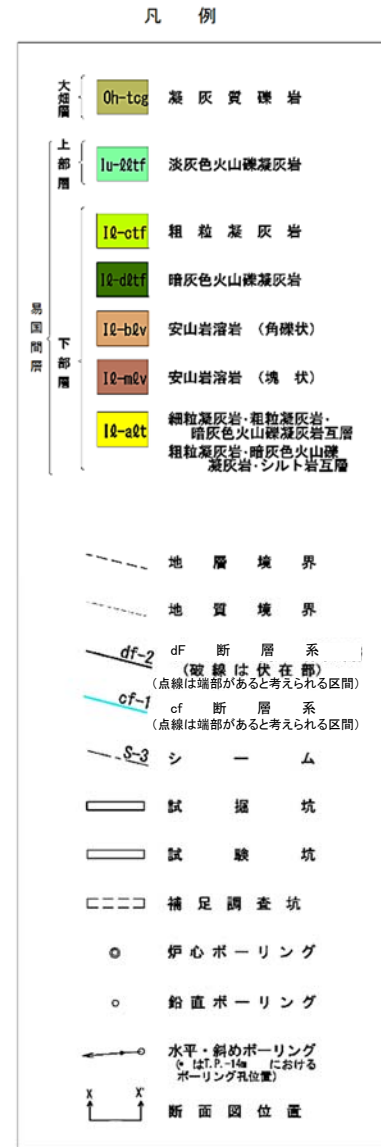 凡 例
大畑層
Oh-tcg 凝灰質礫岩
易国間層
上部層
Iu-ℓℓtf 淡灰色火山礫凝灰岩
下部層
Iℓ-ctf 粗粒凝灰岩
Iℓ-dℓtf 暗灰色火山礫凝灰岩
Iℓ-bℓv 安山岩溶岩 (角礫状)
Iℓ-mℓv 安山岩溶岩 (塊 状)
Iℓ-aℓt 細粒凝灰岩・粗粒凝灰岩・
暗灰色火山礫凝灰岩互層
粗粒凝灰岩・暗灰色火山礫
凝灰岩・シルト岩互層
地層境界
地質境界
df-2 dF 断層系
(破線は伏在部)
(点線は端部があると考えられる区間)
cf-1 cf 断層系
(点線は端部があると考えられる区間)
S-3 シーム
試掘坑
試験坑
補足調査坑
炉心ボーリング
鉛直ボーリング
水平・斜めボーリング
(• はT.P.-14m における
ボーリング孔位置)
X X' 断面図位置